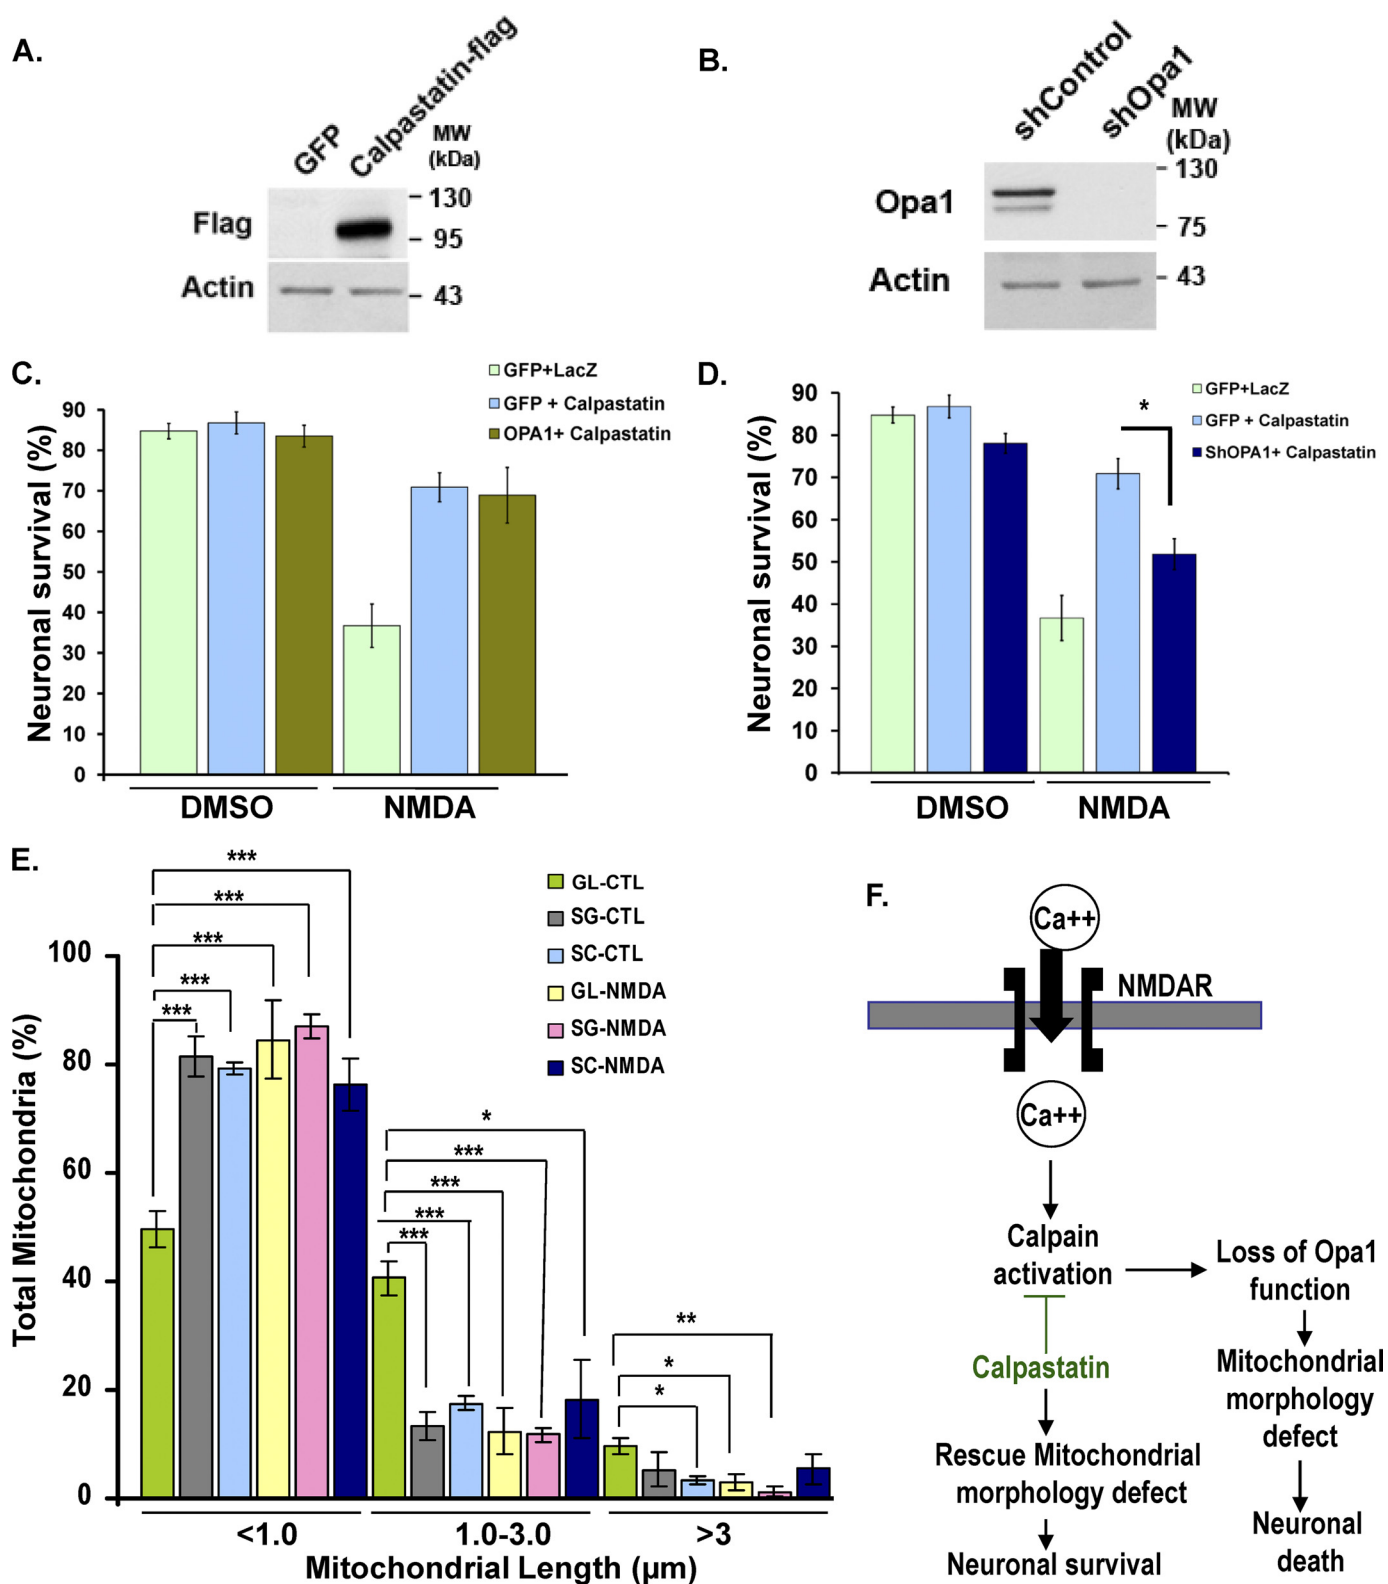 A.
GFP
Calpastatin-flag
MW
(kDa)
130
Flag
95
Actin
43
B.
shControl
shOpa1
MW
(kDa)
130
Opa1
75
43
Actin
C.
GFP+LacZ
GFP + Calpastatin
OPA1+ Calpastatin
Neuronal survival (%)
90
80
70
60
50
40
30
20
10
0
DMSO
NMDA
D.
GFP+LacZ
GFP + Calpastatin
ShOPA1+ Calpastatin
*
Neuronal survival (%)
90
80
70
60
50
40
30
20
10
0
DMSO
NMDA
E.
GL-CTL
SG-CTL
SC-CTL
GL-NMDA
SG-NMDA
SC-NMDA
***
***
***
***
***
*
***
***
***
***
**
*
*
Total Mitochondria (%)
100
80
60
40
20
0
<1.0
1.0-3.0
>3
Mitochondrial Length (µm)
F.
Ca++
NMDAR
Ca++
Calpain
activation
Loss of Opa1
function
Calpastatin
Mitochondrial
morphology
defect
Rescue Mitochondrial
morphology defect
Neuronal
death
Neuronal survival